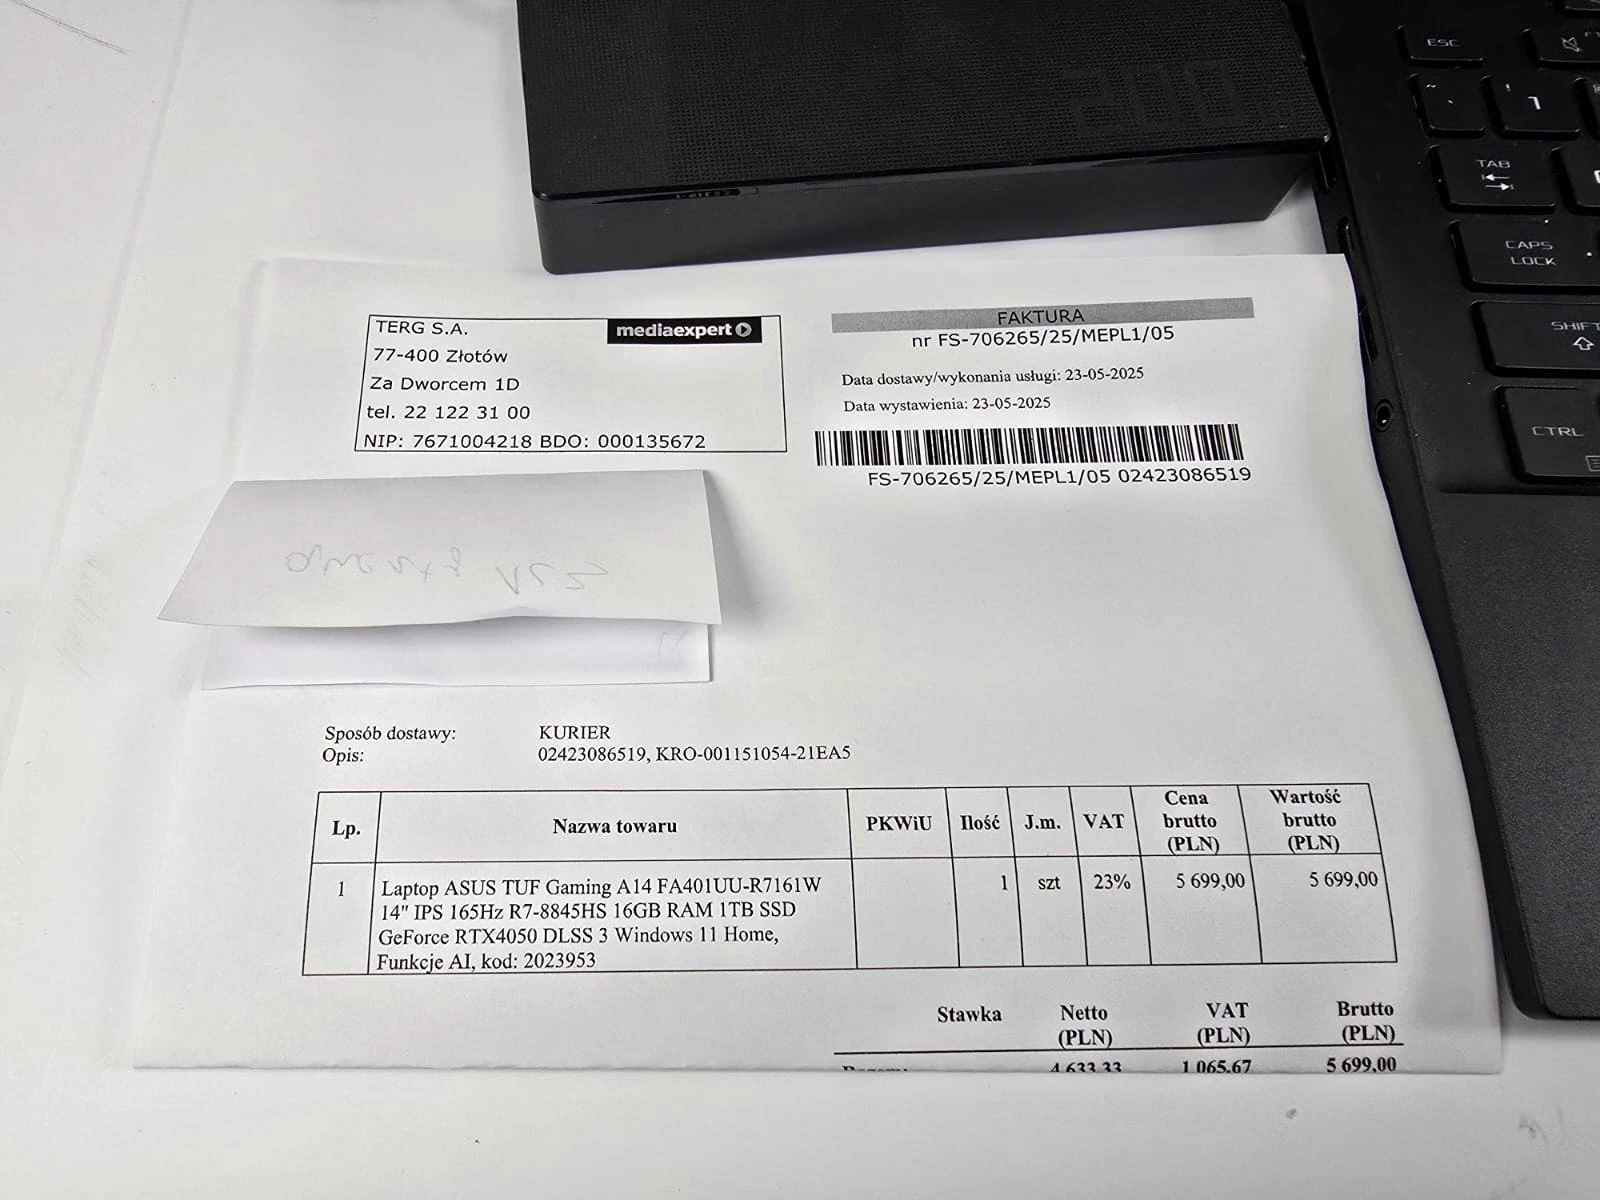 200
ESC
1
TAB
CAPS
LOCK
SHIFT
CTRL
TERG S.A.
mediaexpert
77-400 Złotów
Za Dworcem 1D
tel. 22 122 31 00
NIP: 7671004218 BDO: 000135672
FAKTURA
nr FS-706265/25/MEPL1/05
Data dostawy/wykonania usługi: 23-05-2025
Data wystawienia: 23-05-2025
FS-706265/25/MEPL1/05 02423086519
Qwerty 123
Sposób dostawy: KURIER
Opis: 02423086519, KRO-001151054-21EA5
Lp. Nazwa towaru PKWiU Ilość J.m. VAT Cena brutto (PLN) Wartość brutto (PLN)
1 Laptop ASUS TUF Gaming A14 FA401UU-R7161W 1 szt 23% 5 699,00 5 699,00
14" IPS 165Hz R7-8845HS 16GB RAM 1TB SSD
GeForce RTX4050 DLSS 3 Windows 11 Home,
Funkcje AI, kod: 2023953
Stawka Netto (PLN) VAT (PLN) Brutto (PLN)
Razem: 4 633,33 1 065,67 5 699,00